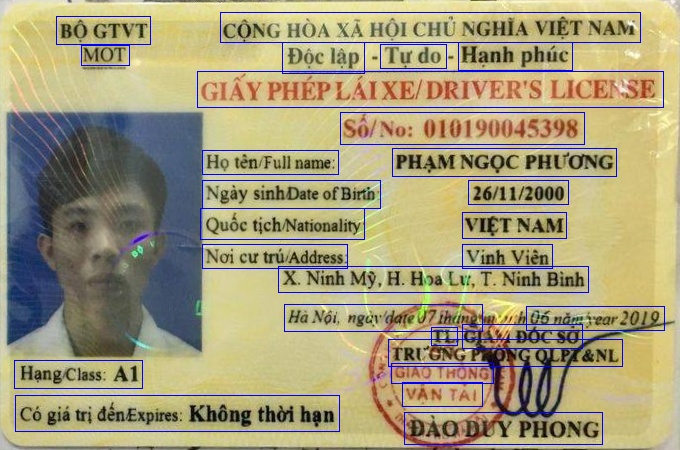 BỘ GTVT
MOT
CỘNG HÒA XÃ HỘI CHỦ NGHĨA VIỆT NAM
Độc lập - Tự do - Hạnh phúc
GIẤY PHÉP LÁI XE/ DRIVER'S LICENSE
Số/No: 010190045398
Họ tên/Full name: PHẠM NGỌC PHƯƠNG
Ngày sinh/Date of Birth: 26/11/2000
Quốc tịch/Nationality: VIỆT NAM
Nơi cư trú/Address: Vinh Viên
X. Ninh Mỹ, H. Hoa Lư, T. Ninh Bình
Hà Nội, ngày/date 07 tháng/month 06 năm/year 2019
TL GIÁM ĐỐC SỞ
TRƯỞNG PHÒNG QLPT&NL
GIAO THÔNG
VẬN TẢI
Hạng/Class: A1
Có giá trị đến/Expires: Không thời hạn
ĐÀO DUY PHONG